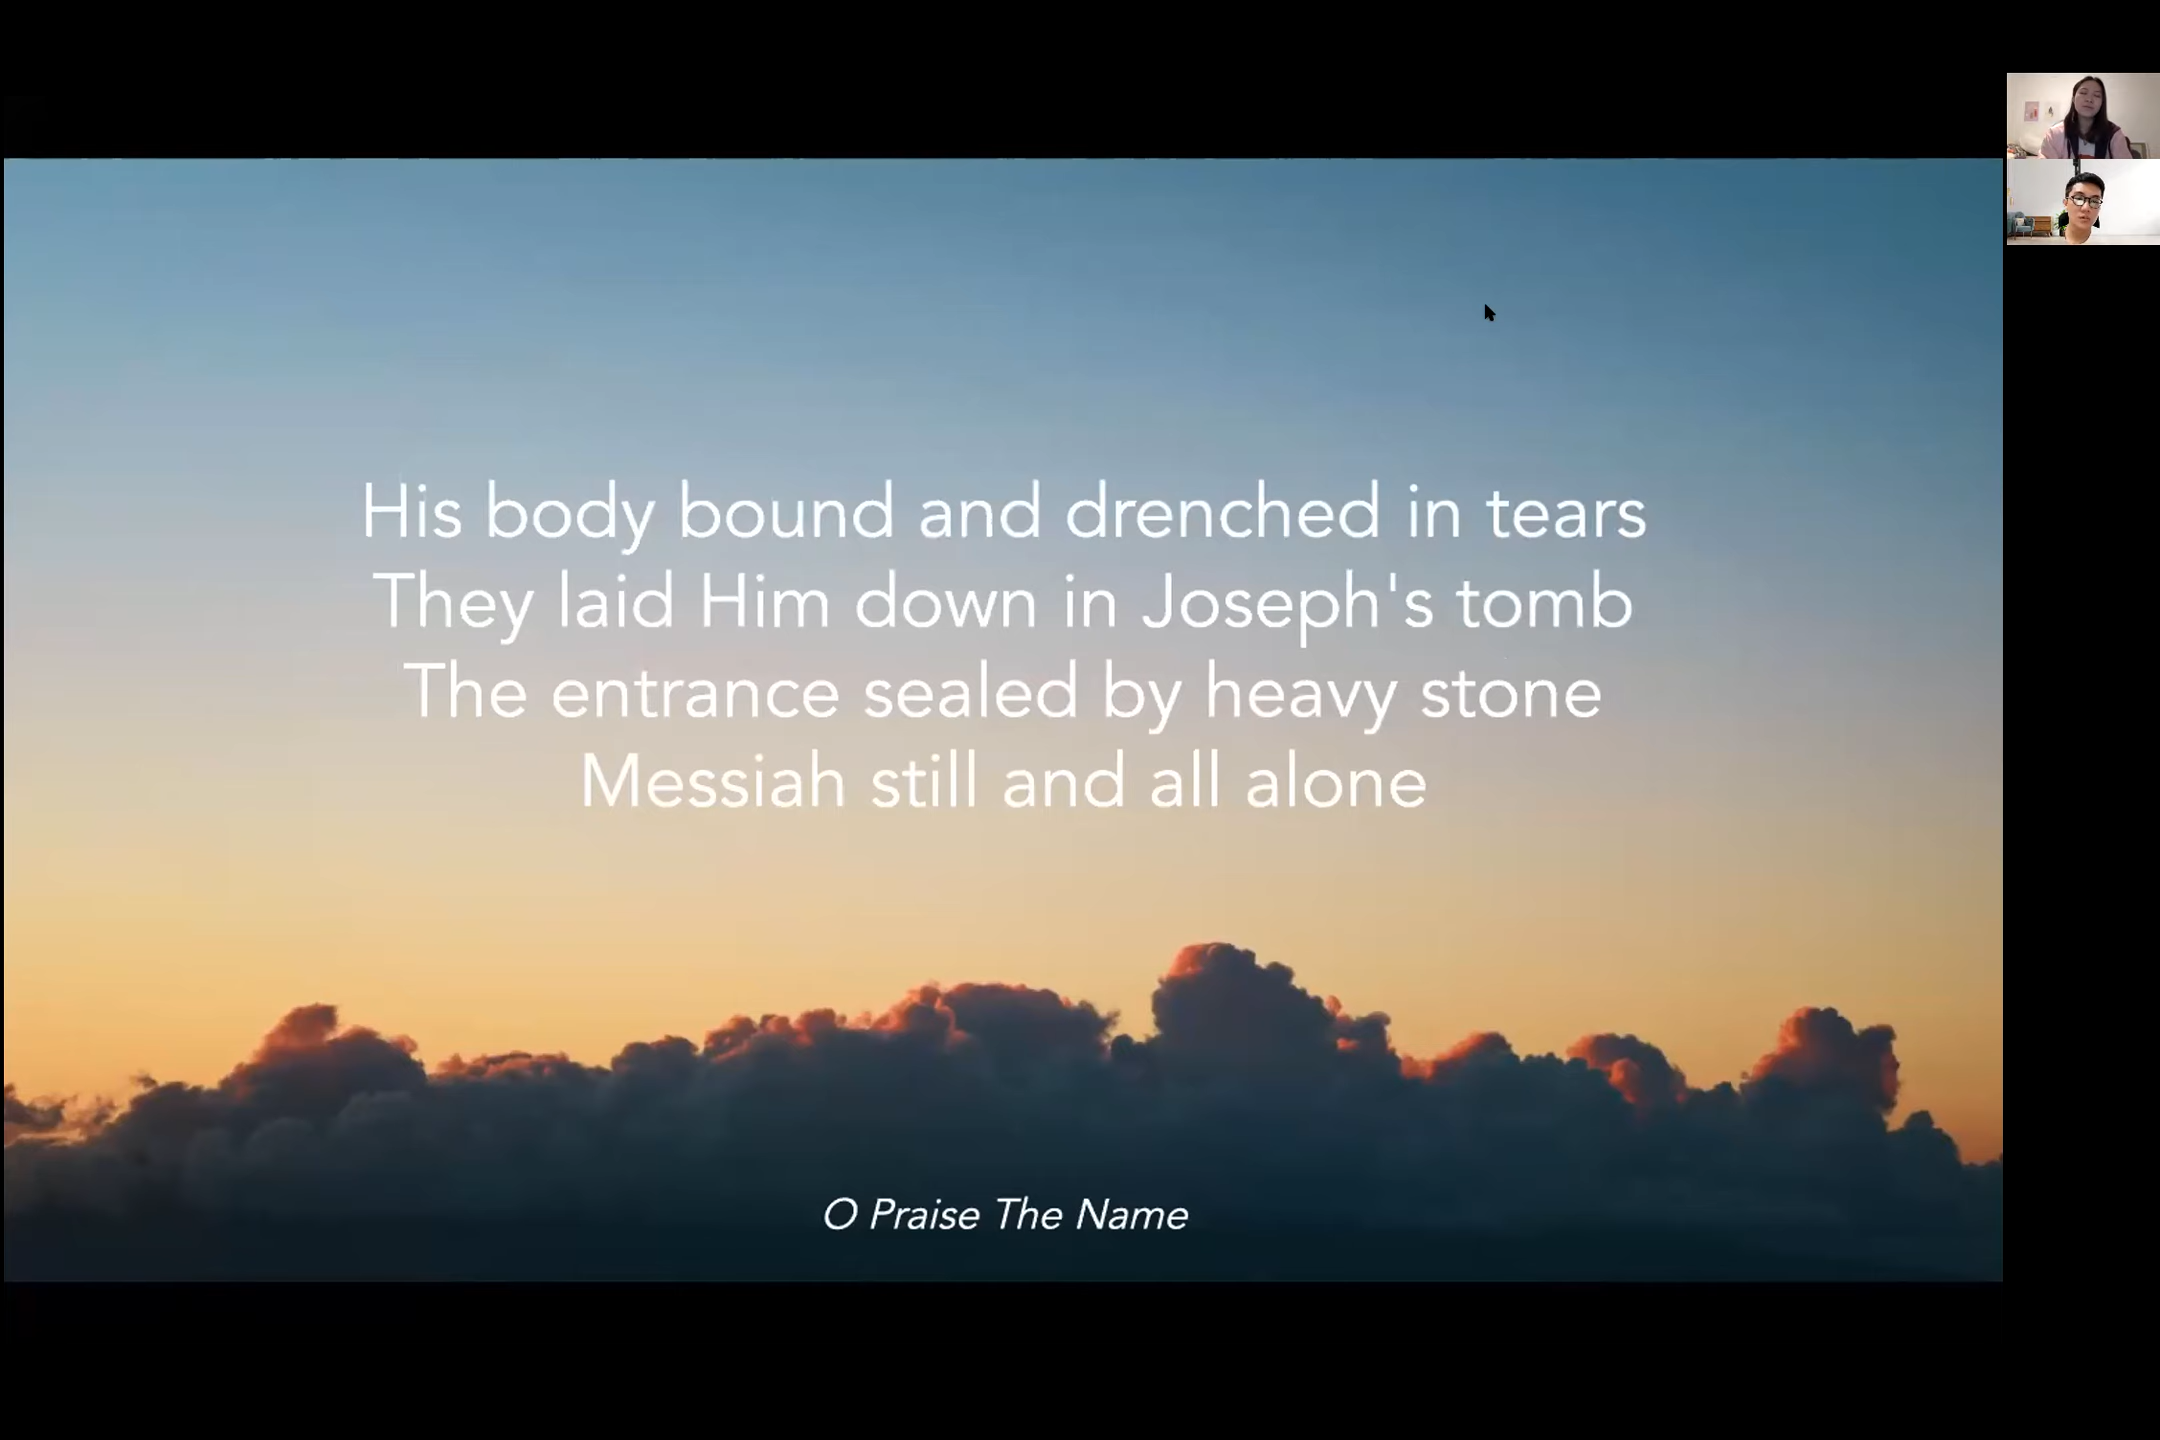 His body bound and drenched in tears
They laid Him down in Joseph's tomb
The entrance sealed by heavy stone
Messiah still and all alone
O Praise The Name